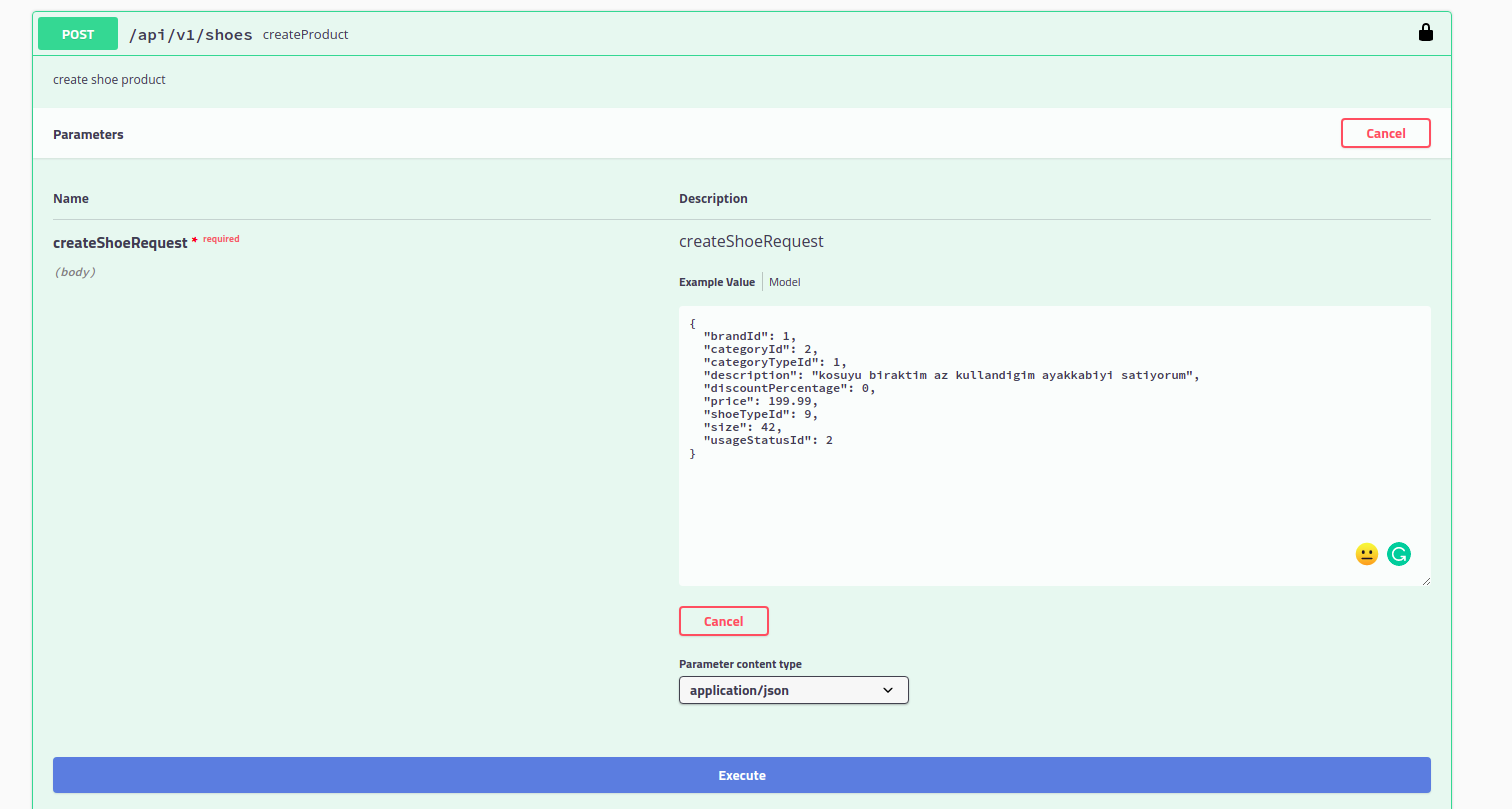 POST /api/v1/shoes createProduct
create shoe product
Parameters Cancel
Name Description
createShoeRequest * required createShoeRequest
(body)
Example Value Model
{
"brandId": 1,
"categoryId": 2,
"categoryTypeId": 1,
"description": "kosuyu biraktim az kullandigim ayakkabiyi satiyorum",
"discountPercentage": 0,
"price": 199.99,
"shoeTypeId": 9,
"size": 42,
"usageStatusId": 2
}
Cancel
Parameter content type
application/json
Execute